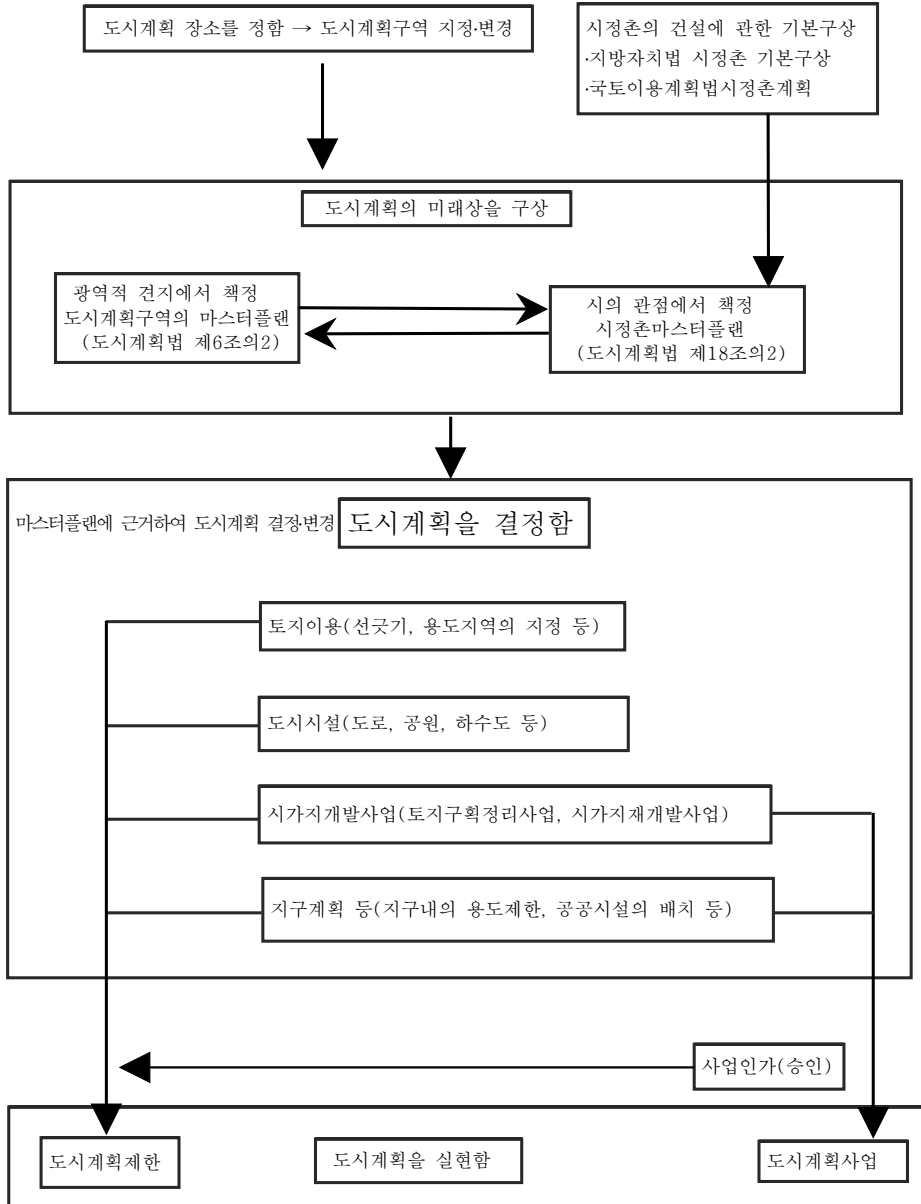 도시계획 장소를 정함 → 도시계획구역 지정·변경
시정촌의 건설에 관한 기본구상
·지방자치법 시정촌 기본구상
·국토이용계획법시정촌계획
도시계획의 미래상을 구상
광역적 견지에서 책정
도시계획구역의 마스터플랜
(도시계획법 제6조의2)
시의 관점에서 책정
시정촌마스터플랜
(도시계획법 제18조의2)
마스터플랜에 근거하여 도시계획 결정·변경
도시계획을 결정함
토지이용(선긋기, 용도지역의 지정 등)
도시시설(도로, 공원, 하수도 등)
시가지개발사업(토지구획정리사업, 시가지재개발사업)
지구계획 등(지구내의 용도제한, 공공시설의 배치 등)
사업인가(승인)
도시계획제한
도시계획을 실현함
도시계획사업